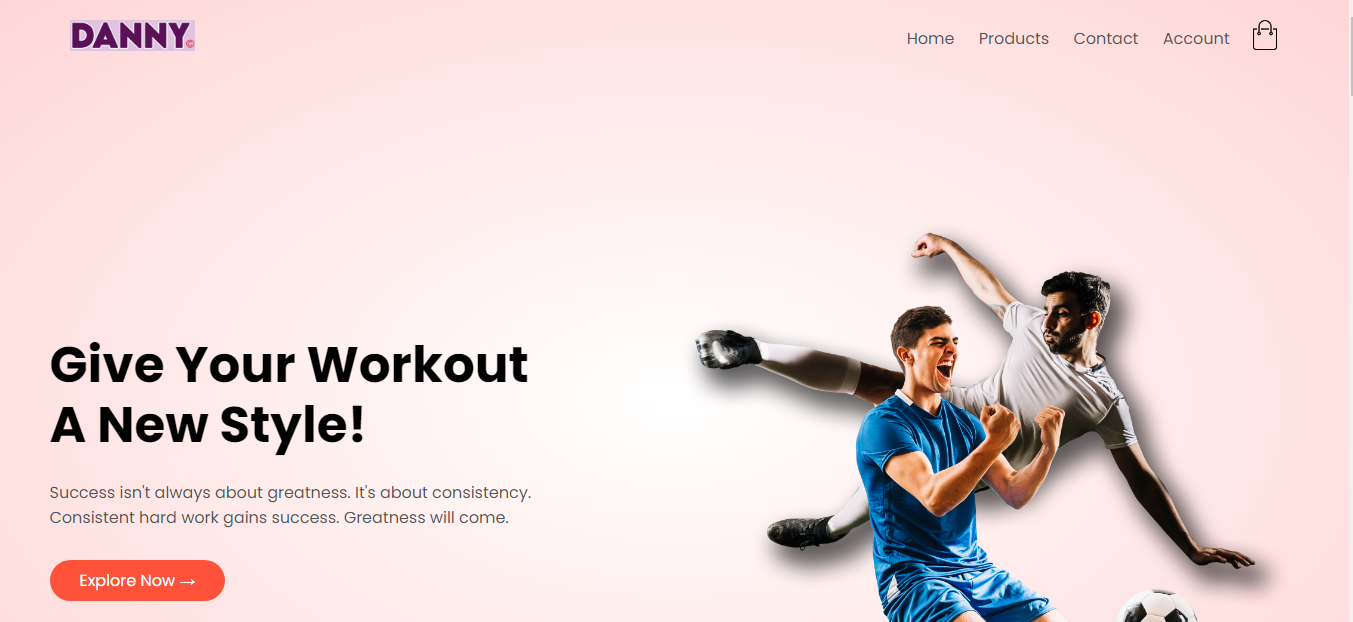 DANNY.©
Home Products Contact Account
Give Your Workout
A New Style!
Success isn't always about greatness. It's about consistency.
Consistent hard work gains success. Greatness will come.
Explore Now →